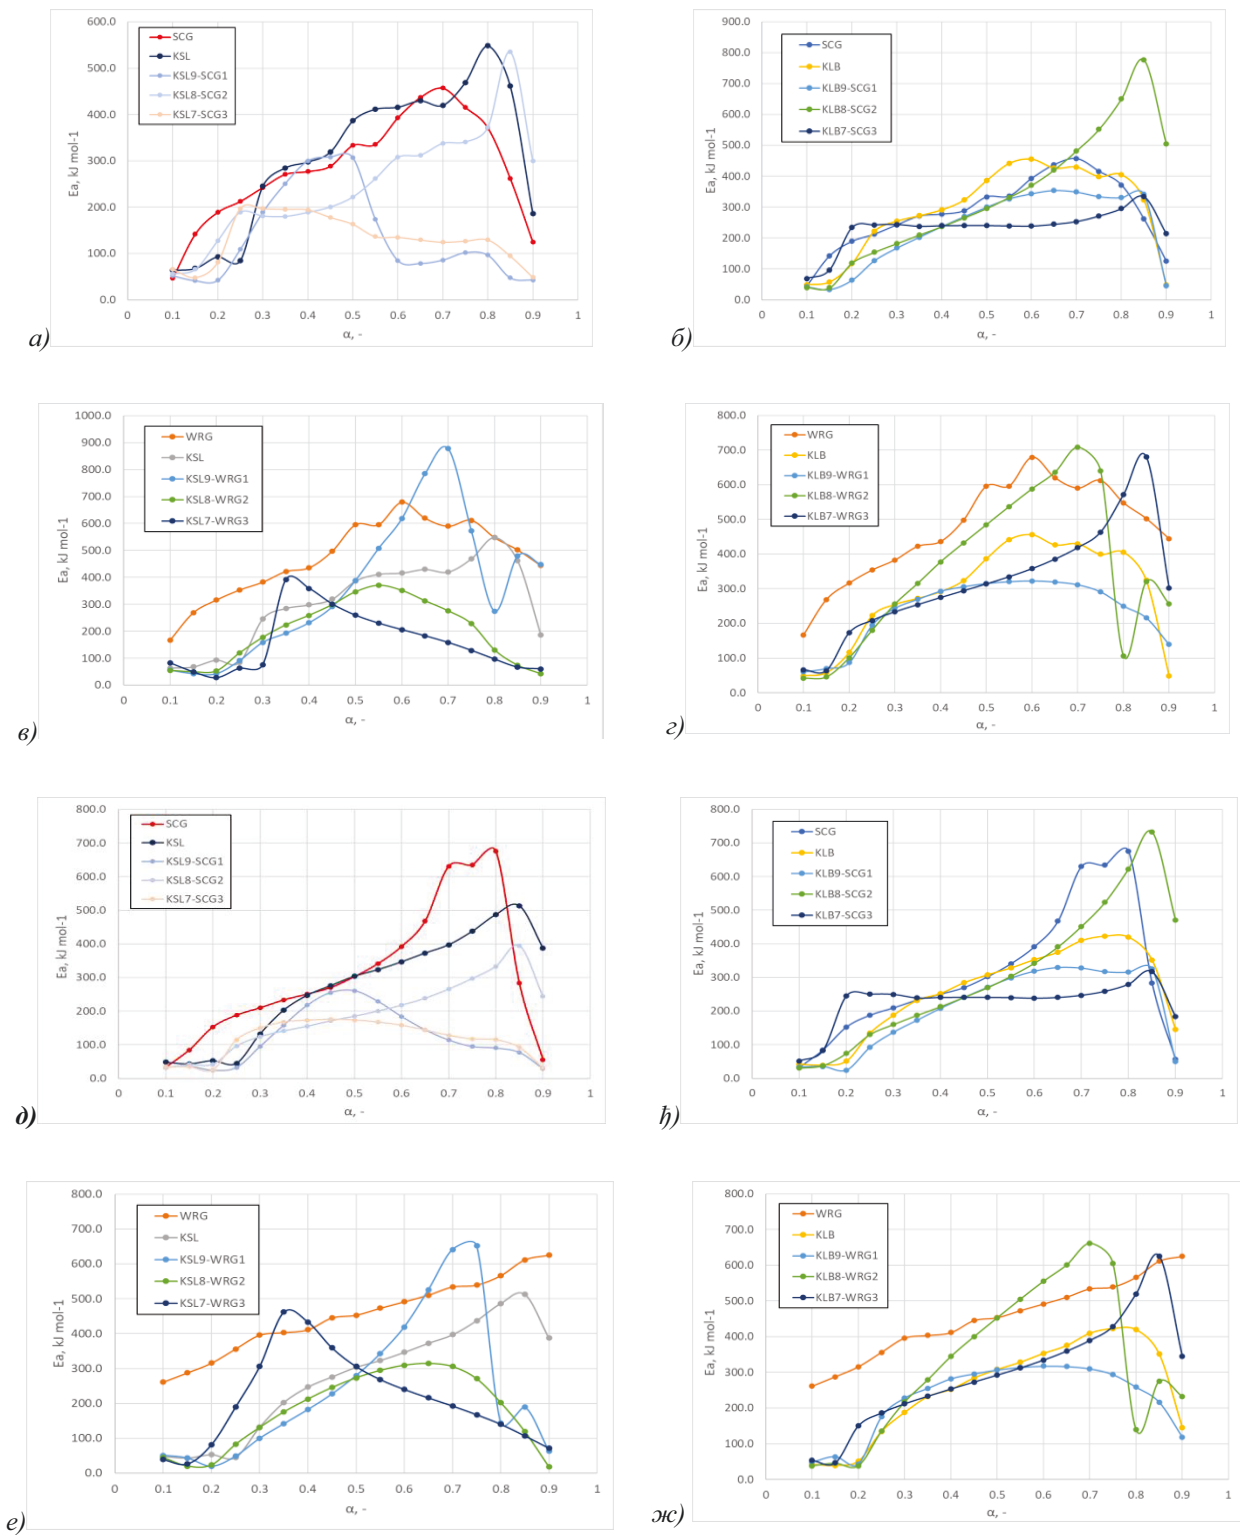 600.0
500.0
400.0
300.0
200.0
100.0
0.0
Ea, kJ mol-1
SCG
KSL
KSL9-SCG1
KSL8-SCG2
KSL7-SCG3
0 0.1 0.2 0.3 0.4 0.5 0.6 0.7 0.8 0.9 1
α, -
а)
900.0
800.0
700.0
600.0
500.0
400.0
300.0
200.0
100.0
0.0
Ea, kJ mol-1
SCG
KLB
KLB9-SCG1
KLB8-SCG2
KLB7-SCG3
0 0.1 0.2 0.3 0.4 0.5 0.6 0.7 0.8 0.9 1
α, -
б)
1000.0
900.0
800.0
700.0
600.0
500.0
400.0
300.0
200.0
100.0
0.0
Ea, kJ mol-1
WRG
KSL
KSL9-WRG1
KSL8-WRG2
KSL7-WRG3
0 0.1 0.2 0.3 0.4 0.5 0.6 0.7 0.8 0.9 1
α, -
в)
800.0
700.0
600.0
500.0
400.0
300.0
200.0
100.0
0.0
Ea, kJ mol-1
WRG
KLB
KLB9-WRG1
KLB8-WRG2
KLB7-WRG3
0 0.1 0.2 0.3 0.4 0.5 0.6 0.7 0.8 0.9 1
α, -
г)
800.0
700.0
600.0
500.0
400.0
300.0
200.0
100.0
0.0
Ea, kJ mol-1
SCG
KSL
KSL9-SCG1
KSL8-SCG2
KSL7-SCG3
0 0.1 0.2 0.3 0.4 0.5 0.6 0.7 0.8 0.9 1
α, -
д)
800.0
700.0
600.0
500.0
400.0
300.0
200.0
100.0
0.0
Ea, kJ mol-1
SCG
KLB
KLB9-SCG1
KLB8-SCG2
KLB7-SCG3
0 0.1 0.2 0.3 0.4 0.5 0.6 0.7 0.8 0.9 1
α, -
ђ)
800.0
700.0
600.0
500.0
400.0
300.0
200.0
100.0
0.0
Ea, kJ mol-1
WRG
KSL
KSL9-WRG1
KSL8-WRG2
KSL7-WRG3
0 0.1 0.2 0.3 0.4 0.5 0.6 0.7 0.8 0.9 1
α, -
е)
800.0
700.0
600.0
500.0
400.0
300.0
200.0
100.0
0.0
Ea, kJ mol-1
WRG
KLB
KLB9-WRG1
KLB8-WRG2
KLB7-WRG3
0 0.1 0.2 0.3 0.4 0.5 0.6 0.7 0.8 0.9 1
α, -
ж)